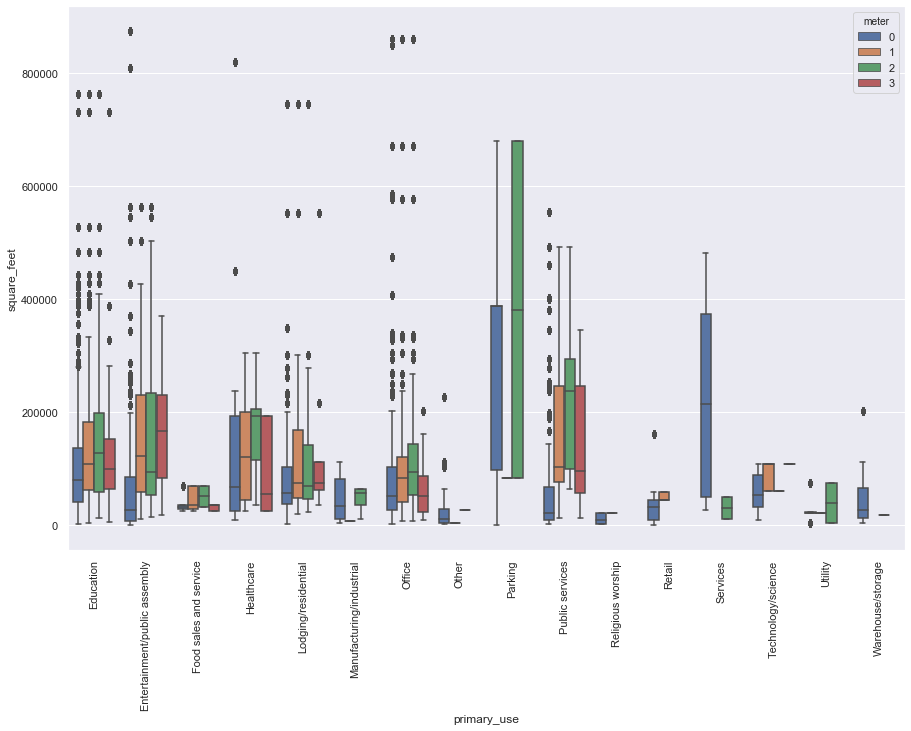 meter
0
1
2
3
800000
600000
400000
200000
0
square_feet
Education
Entertainment/public assembly
Food sales and service
Healthcare
Lodging/residential
Manufacturing/industrial
Office
Other
Parking
Public services
Religious worship
Retail
Services
Technology/science
Utility
Warehouse/storage
primary_use